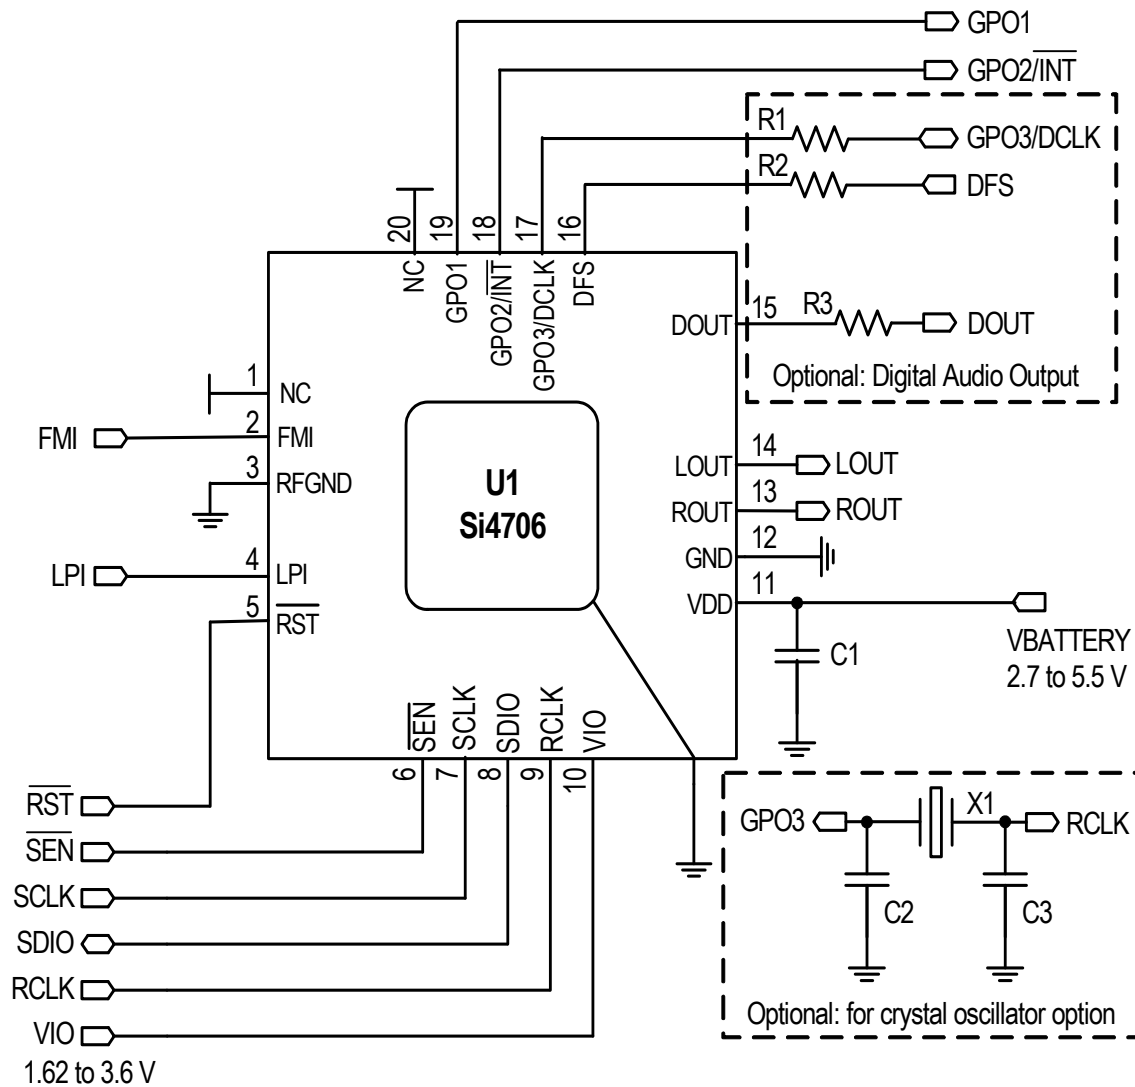 GPO1
GPO2/INT
R1
GPO3/DCLK
R2
DFS
20
19
18
17
16
NC
GPO1
GPO2/INT
GPO3/DCLK
DFS
DOUT
15
R3
DOUT
Optional: Digital Audio Output
1
NC
FMI
2
FMI
3
RFGND
LPI
4
LPI
5
RST
U1
Si4706
LOUT
14
LOUT
ROUT
13
ROUT
GND
12
VDD
11
VBATTERY
2.7 to 5.5 V
C1
SEN
SCLK
SDIO
RCLK
VIO
6
7
8
9
10
RST
SEN
SCLK
SDIO
RCLK
VIO
1.62 to 3.6 V
GPO3
X1
RCLK
C2
C3
Optional: for crystal oscillator option